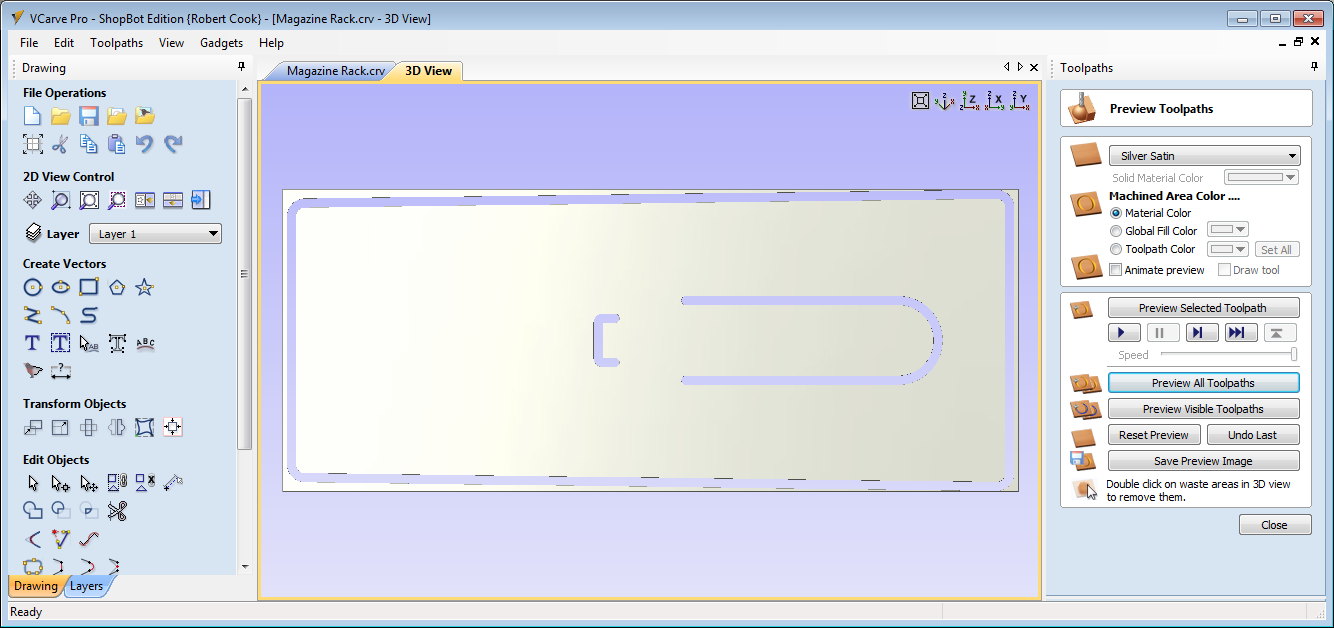 VCarve Pro - ShopBot Edition {Robert Cook} - [Magazine Rack.crv - 3D View]
File Edit Toolpaths View Gadgets Help
Drawing
File Operations
2D View Control
Layer Layer 1
Create Vectors
Transform Objects
Edit Objects
Drawing Layers
Ready
Magazine Rack.crv 3D View
Toolpaths
Preview Toolpaths
Silver Satin
Solid Material Color
Machined Area Color ....
Material Color
Global Fill Color
Toolpath Color Set All
Animate preview Draw tool
Preview Selected Toolpath
Speed
Preview All Toolpaths
Preview Visible Toolpaths
Reset Preview Undo Last
Save Preview Image
Double click on waste areas in 3D view
to remove them.
Close